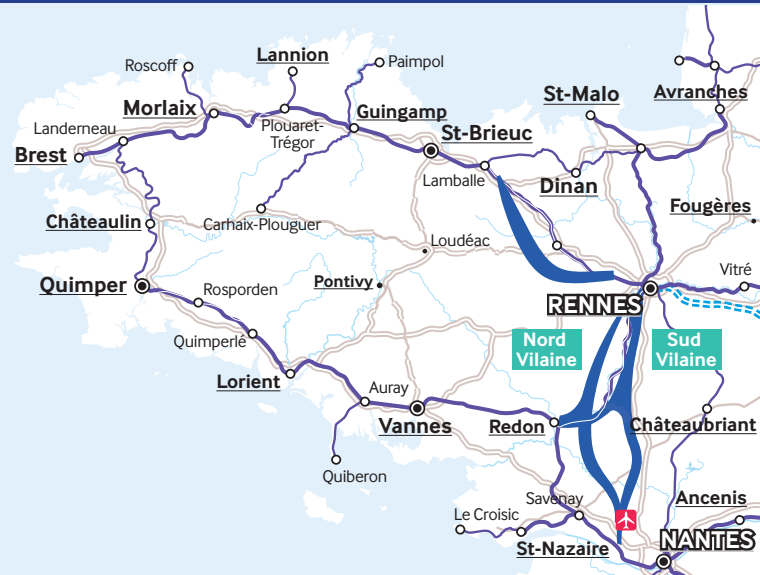 Roscoff
Lannion
Paimpol
St-Malo
Avranches
Morlaix
Guingamp
Landerneau
Plouaret-
Trégor
St-Brieuc
Brest
Lamballe
Dinan
Châteaulin
Carhaix-Plouguer
Fougères
Loudéac
Quimper
Rosporden
Pontivy
Vitré
RENNES
Quimperlé
Nord
Vilaine
Sud
Vilaine
Lorient
Auray
Vannes
Redon
Châteaubriant
Quiberon
Savenay
Ancenis
Le Croisic
St-Nazaire
NANTES